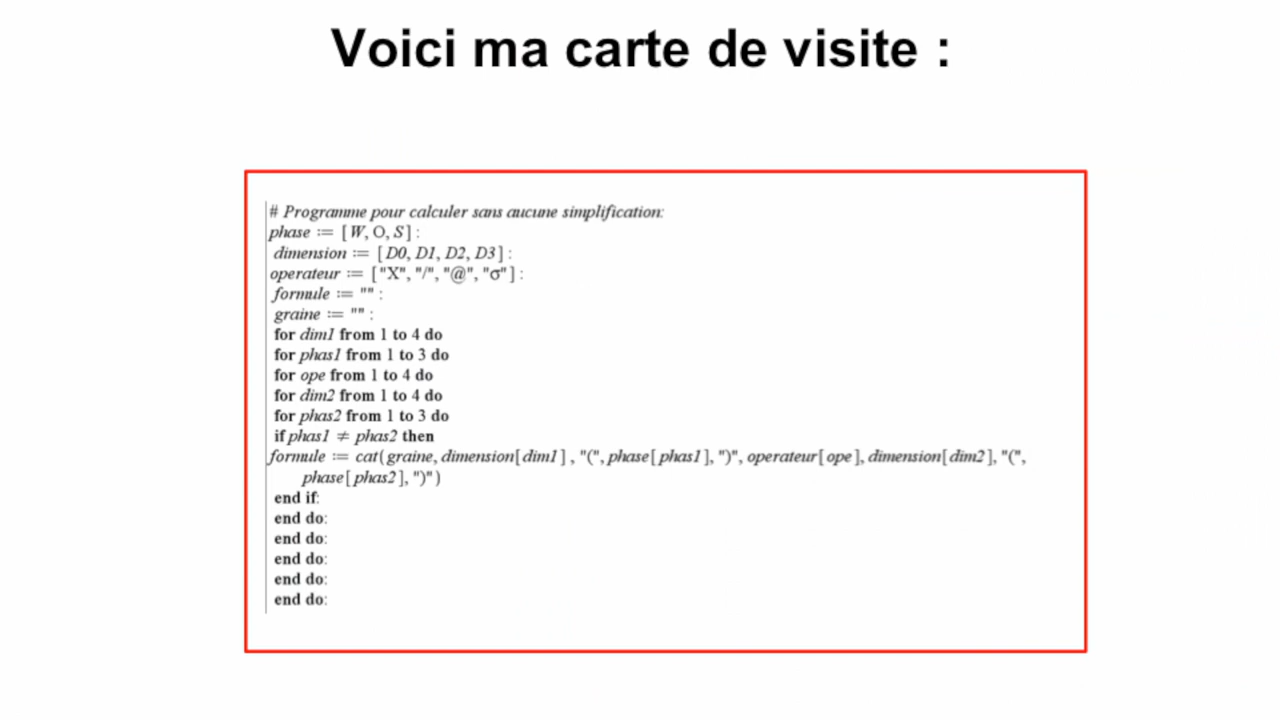 Voici ma carte de visite :
# Programme pour calculer sans aucune simplification:
phase := [W, O, S] :
dimension := [D0, D1, D2, D3] :
operateur := ["X", "/", "@", "σ"] :
formule := "" :
graine := "" :
for dim1 from 1 to 4 do
for phas1 from 1 to 3 do
for ope from 1 to 4 do
for dim2 from 1 to 4 do
for phas2 from 1 to 3 do
if phas1 ≠ phas2 then
formule := cat(graine, dimension[dim1] , "(", phase[phas1], ")", operateur[ope], dimension[dim2], "(",
phase[phas2], ")")
end if:
end do:
end do:
end do:
end do:
end do: